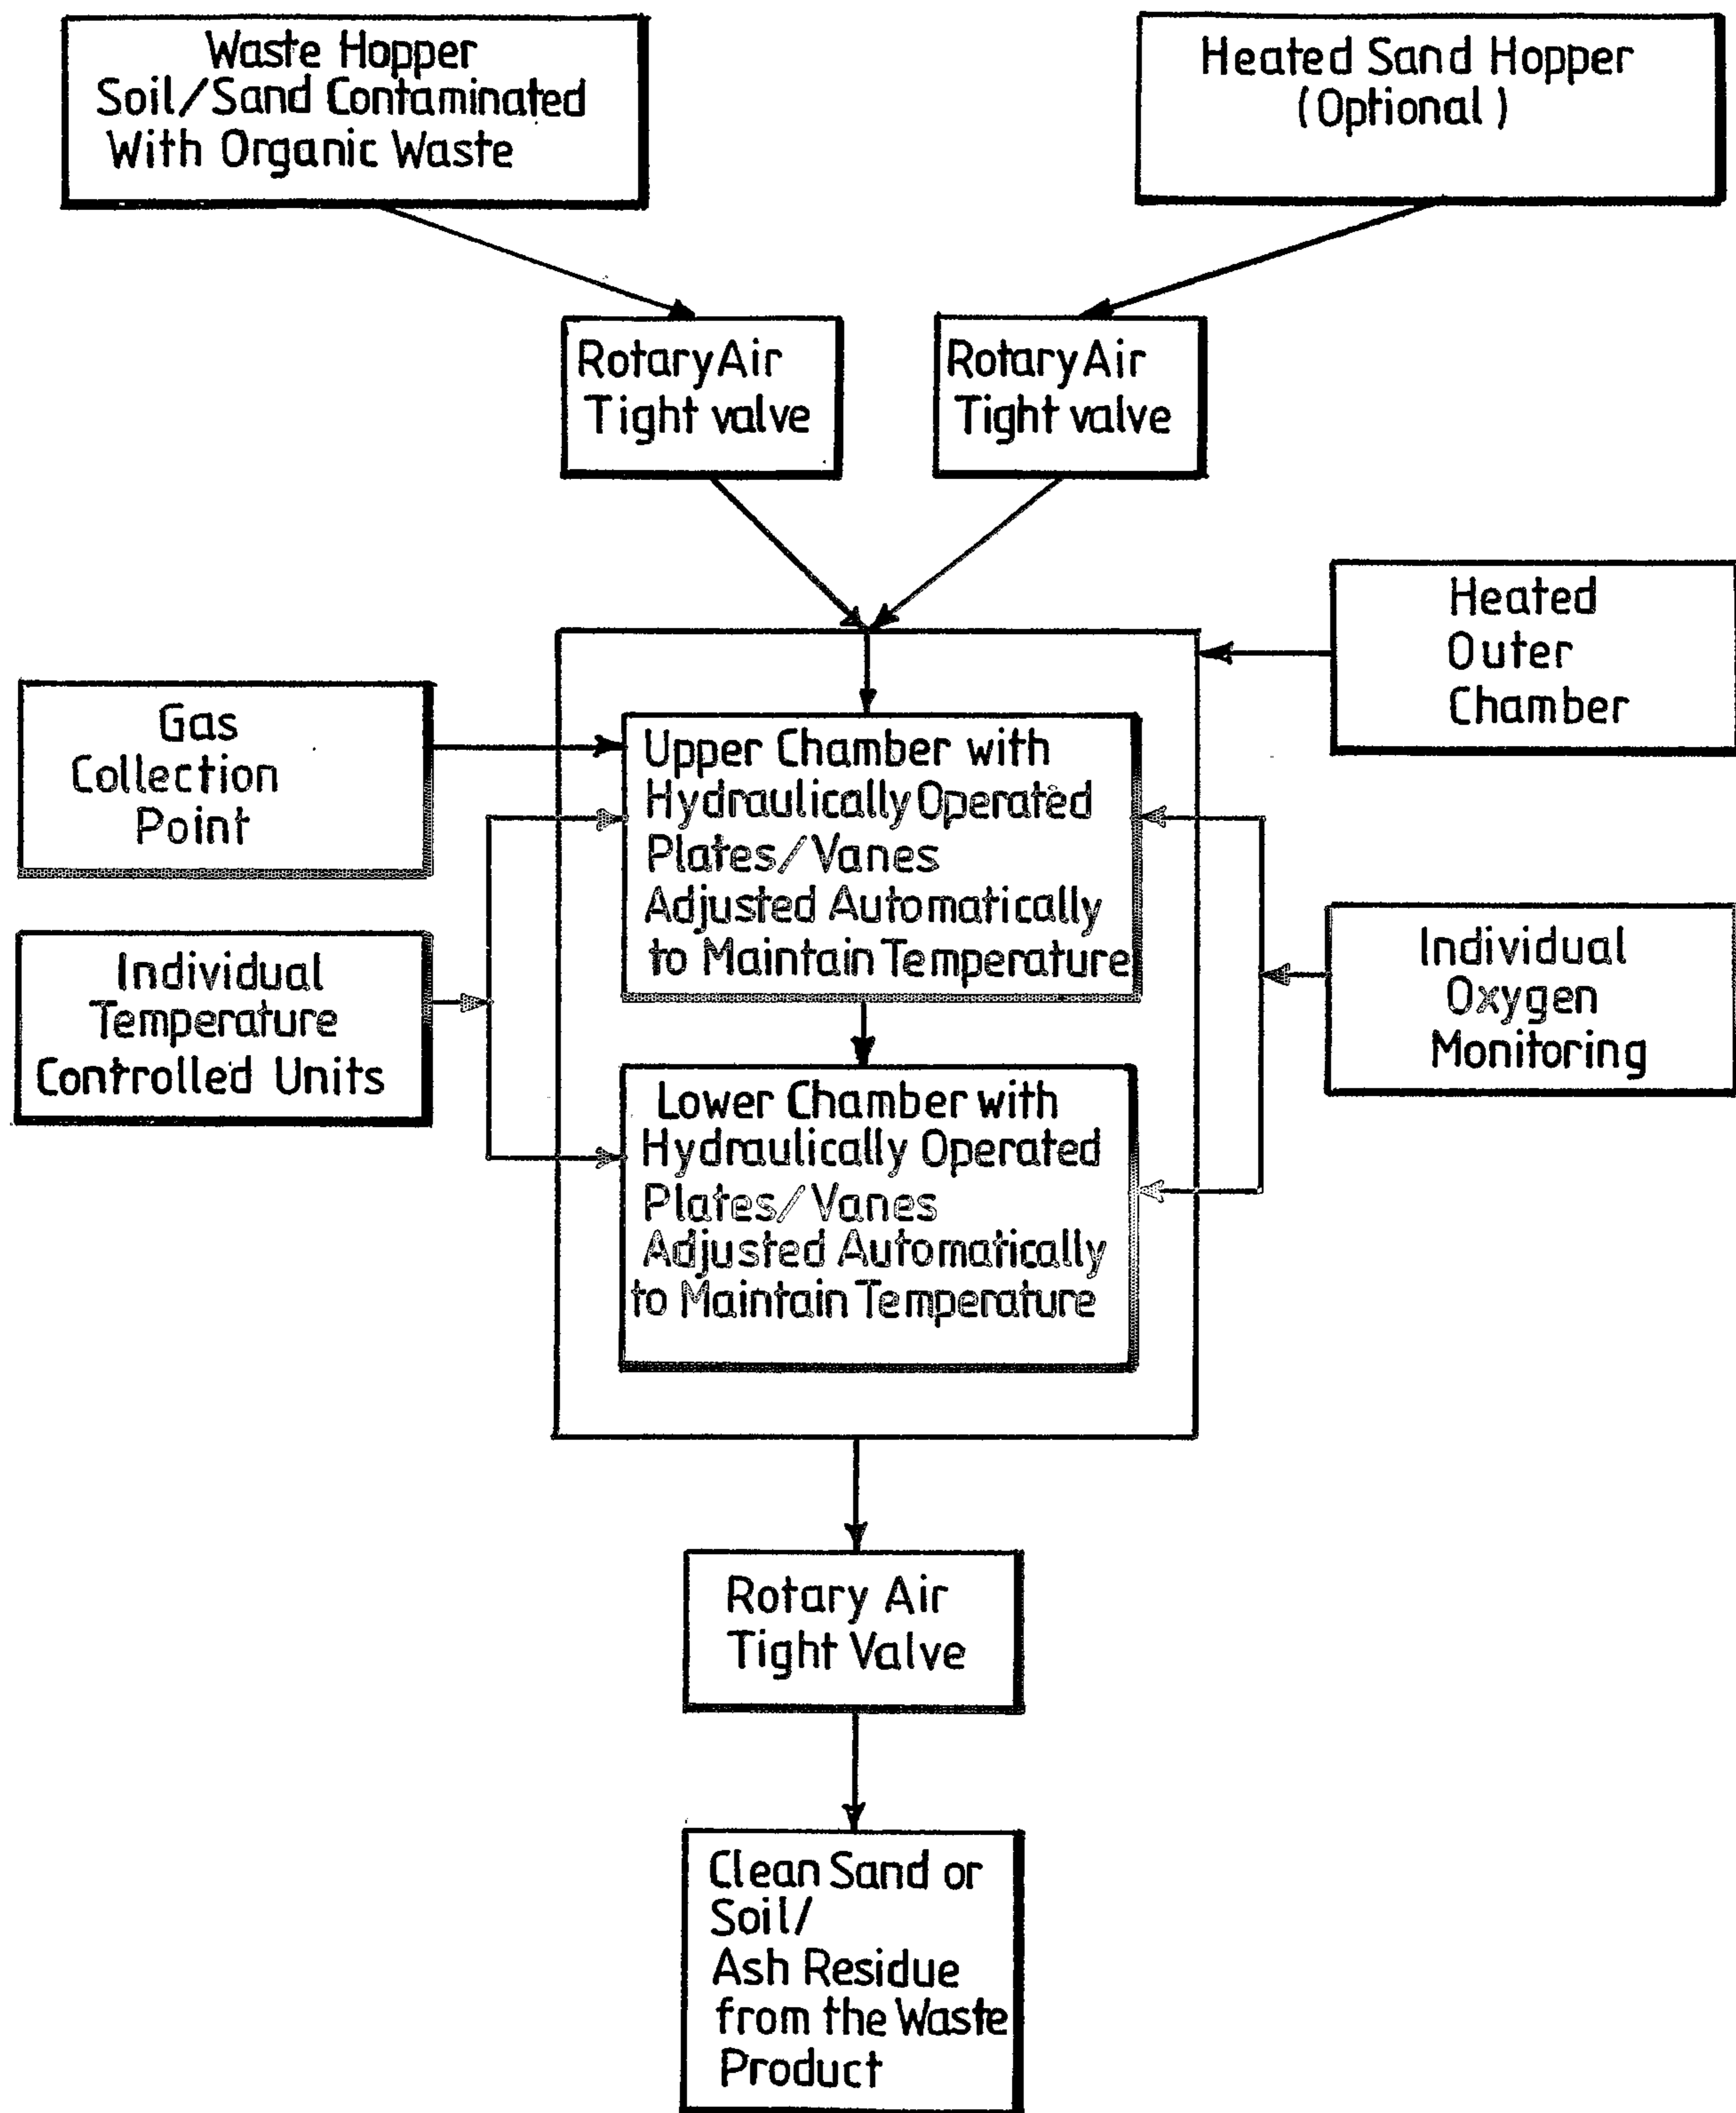 Waste Hopper
Soil/Sand Contaminated
With Organic Waste
Heated Sand Hopper
(Optional)
Rotary Air
Tight valve
Rotary Air
Tight valve
Heated
Outer
Chamber
Gas
Collection
Point
Upper Chamber with
Hydraulically Operated
Plates/Vanes
Adjusted Automatically
to Maintain Temperature
Individual
Temperature
Controlled Units
Individual
Oxygen
Monitoring
Lower Chamber with
Hydraulically Operated
Plates/Vanes
Adjusted Automatically
to Maintain Temperature
Rotary Air
Tight Valve
Clean Sand or
Soil/
Ash Residue
from the Waste
Product